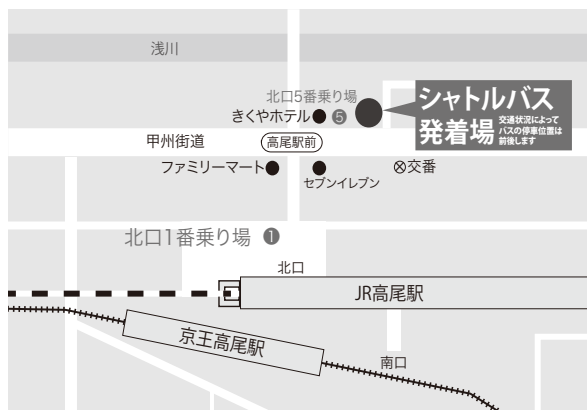 浅川
北口5番乗り場
きくやホテル ❺
シャトルバス
発着場
交通状況によって
バスの停車位置は
前後します
甲州街道
高尾駅前
ファミリーマート
セブンイレブン
交番
北口1番乗り場 ❶
北口
JR高尾駅
京王高尾駅
南口